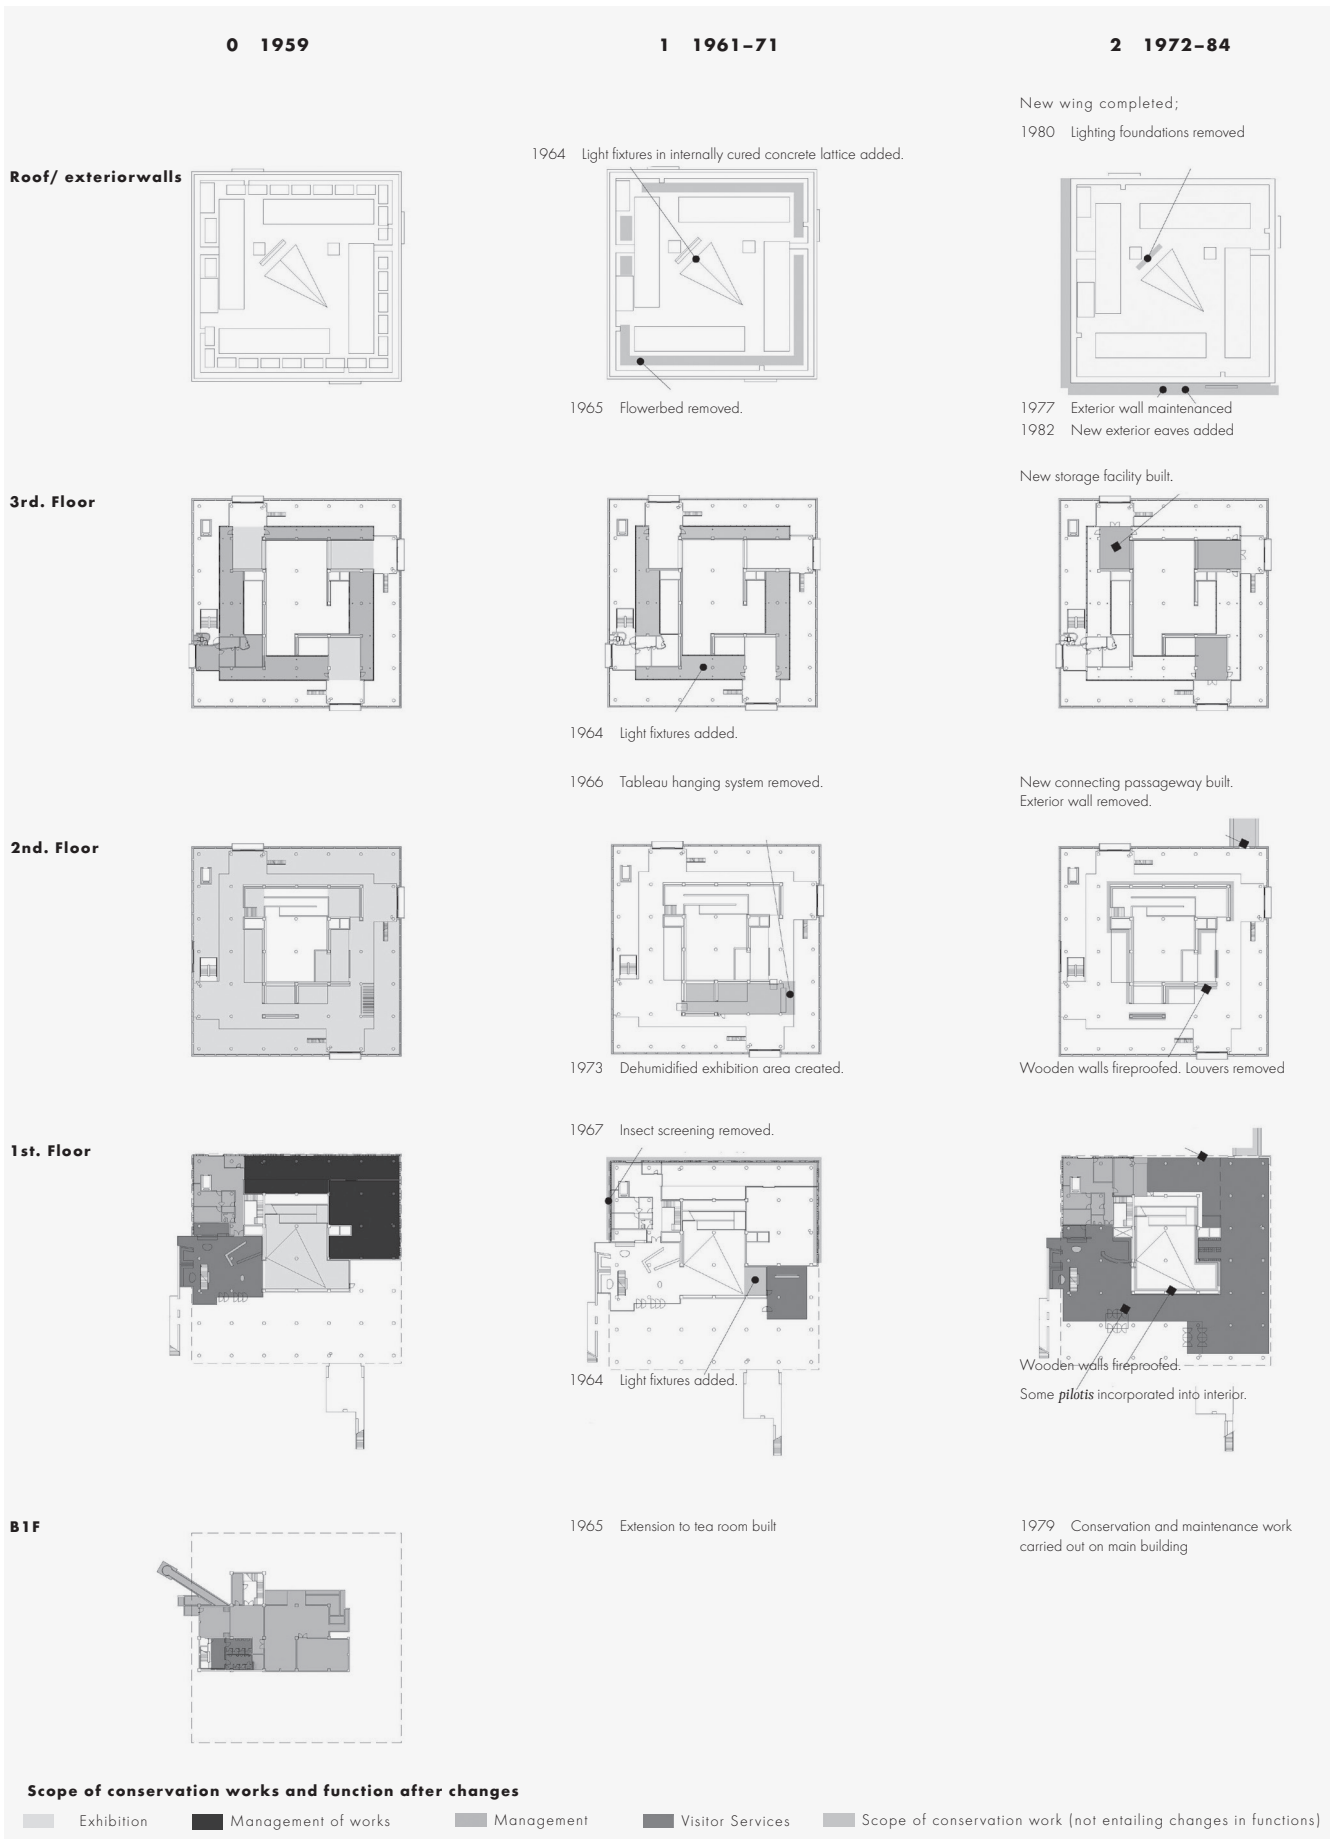 0 1959
1 1961–71
2 1972–84
New wing completed;
1980 Lighting foundations removed
1964 Light fixtures in internally cured concrete lattice added.
Roof/ exteriorwalls
1965 Flowerbed removed.
1977 Exterior wall maintenanced
1982 New exterior eaves added
New storage facility built.
3rd. Floor
1964 Light fixtures added.
1966 Tableau hanging system removed.
New connecting passageway built.
Exterior wall removed.
2nd. Floor
1973 Dehumidified exhibition area created.
Wooden walls fireproofed. Louvers removed
1967 Insect screening removed.
1st. Floor
1964 Light fixtures added.
Wooden walls fireproofed.
Some pilotis incorporated into interior.
B1F
1965 Extension to tea room built
1979 Conservation and maintenance work
carried out on main building
Scope of conservation works and function after changes
Exhibition
Management of works
Management
Visitor Services
Scope of conservation work (not entailing changes in functions)